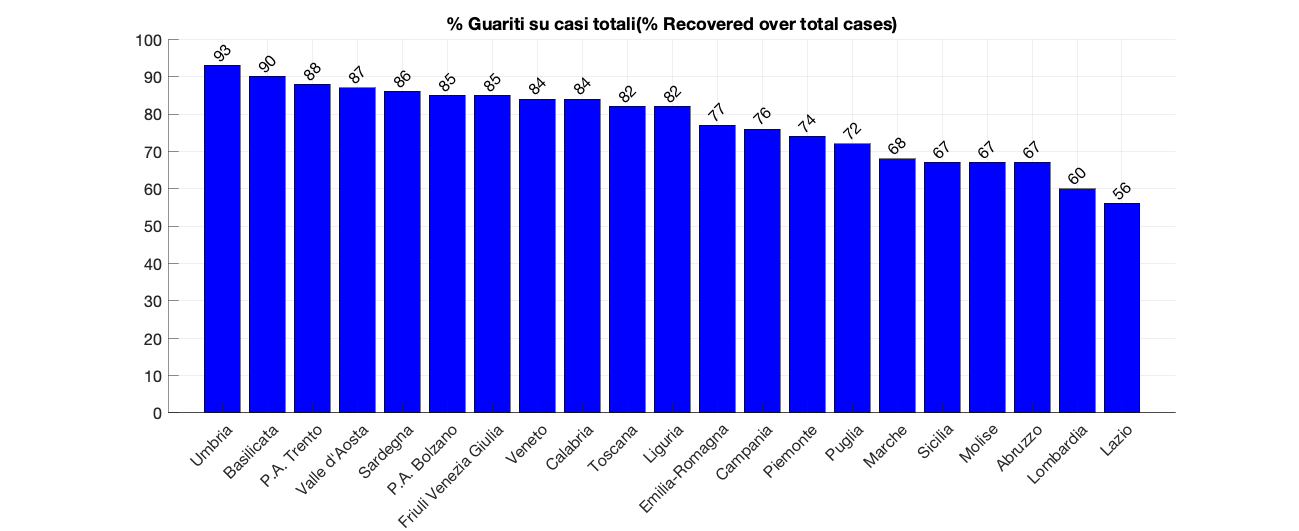 % Guariti su casi totali(% Recovered over total cases)
100
90
80
70
60
50
40
30
20
10
0
93
90
88
87
86
85
85
84
84
82
82
77
76
74
72
68
67
67
67
60
56
Umbria
Basilicata
P.A. Trento
Valle d'Aosta
Sardegna
P.A. Bolzano
Friuli Venezia Giulia
Veneto
Calabria
Toscana
Liguria
Emilia-Romagna
Campania
Piemonte
Puglia
Marche
Sicilia
Molise
Abruzzo
Lombardia
Lazio